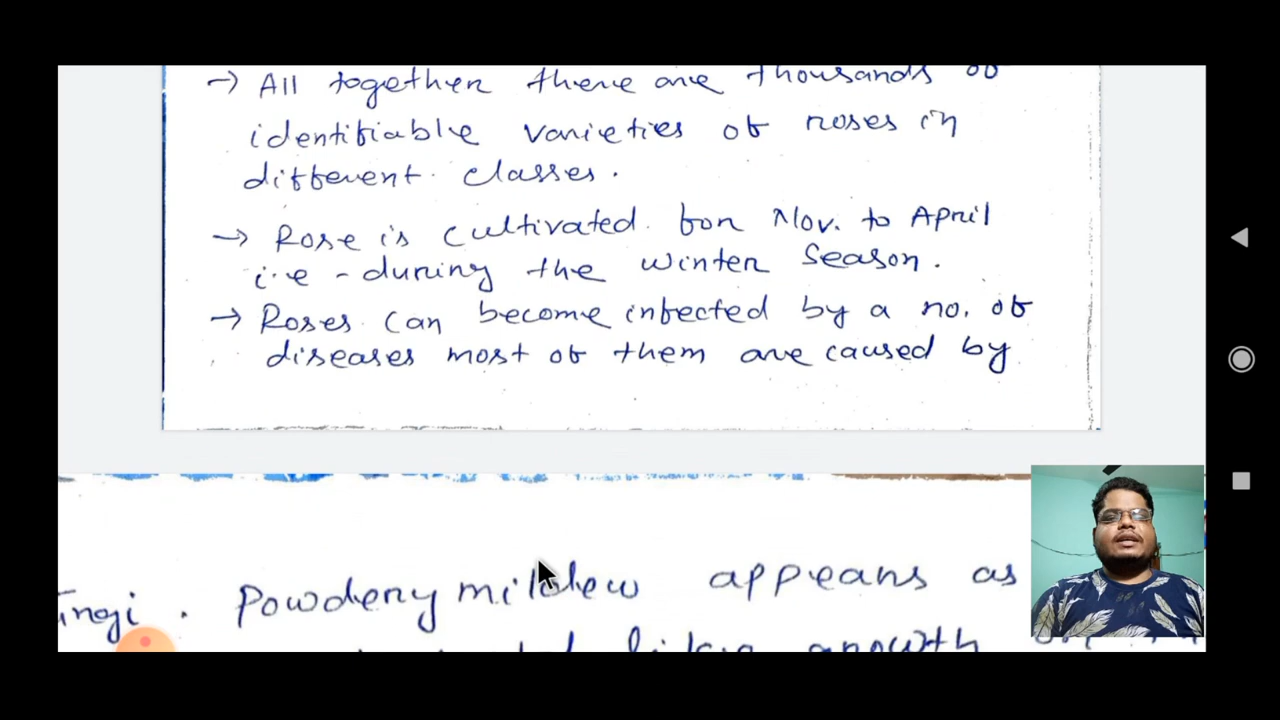 → All together there are thousands of
identifiable varieties of roses in
different classes.
→ Rose is cultivated for Nov. to April
i.e - during the winter season.
→ Roses can become infected by a no. of
diseases most of them are caused by
Powdery mildew appears as
growth